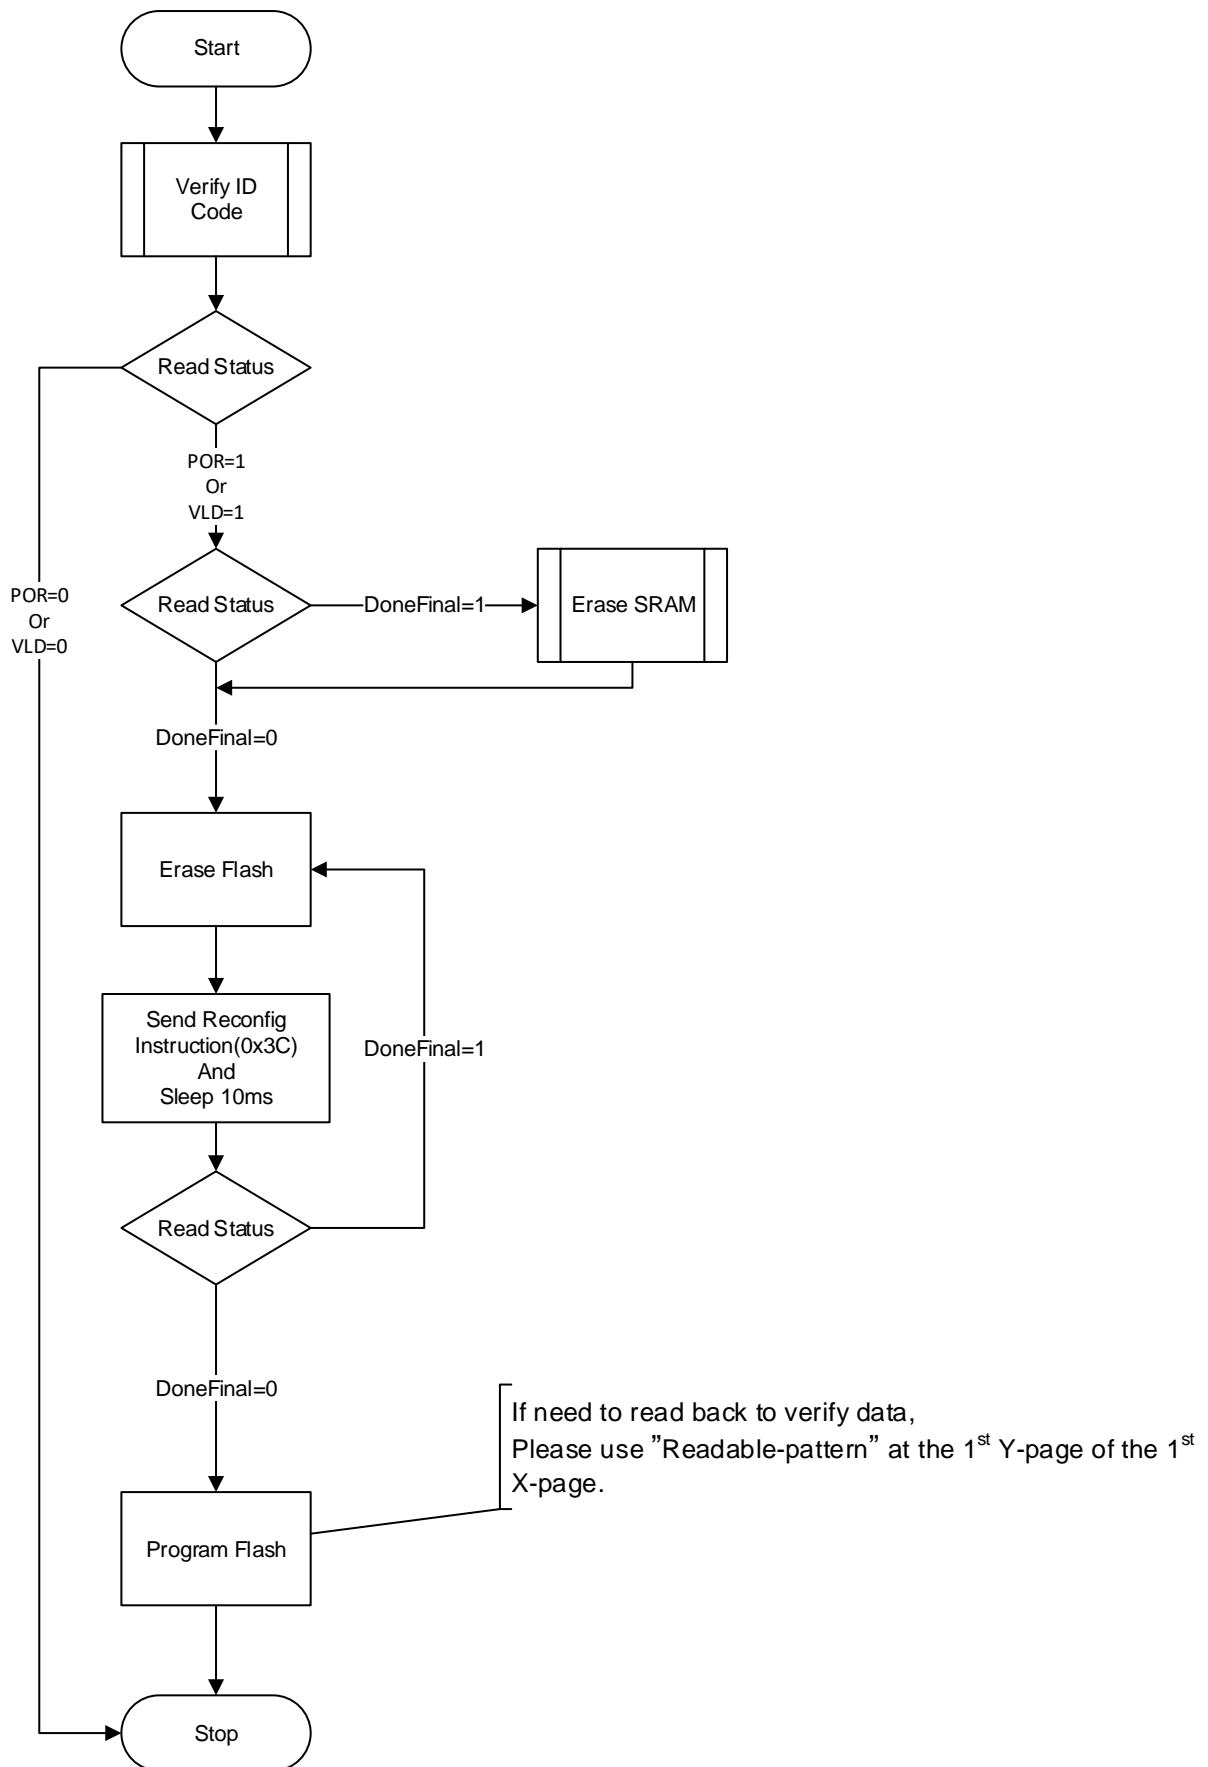 Start
Verify ID
Code
Read Status
POR=1
Or
VLD=1
POR=0
Or
VLD=0
Read Status
DoneFinal=1
Erase SRAM
DoneFinal=0
Erase Flash
Send Reconfig
Instruction(0x3C)
And
Sleep 10ms
DoneFinal=1
Read Status
DoneFinal=0
If need to read back to verify data,
Please use ”Readable-pattern” at the 1st Y-page of the 1st
X-page.
Program Flash
Stop